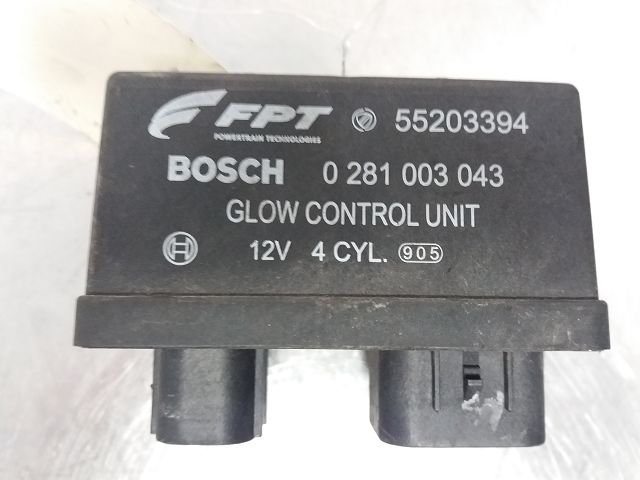 FPT 55203394
POWERTRAIN TECHNOLOGIES
BOSCH 0 281 003 043
GLOW CONTROL UNIT
12V 4 CYL. 905